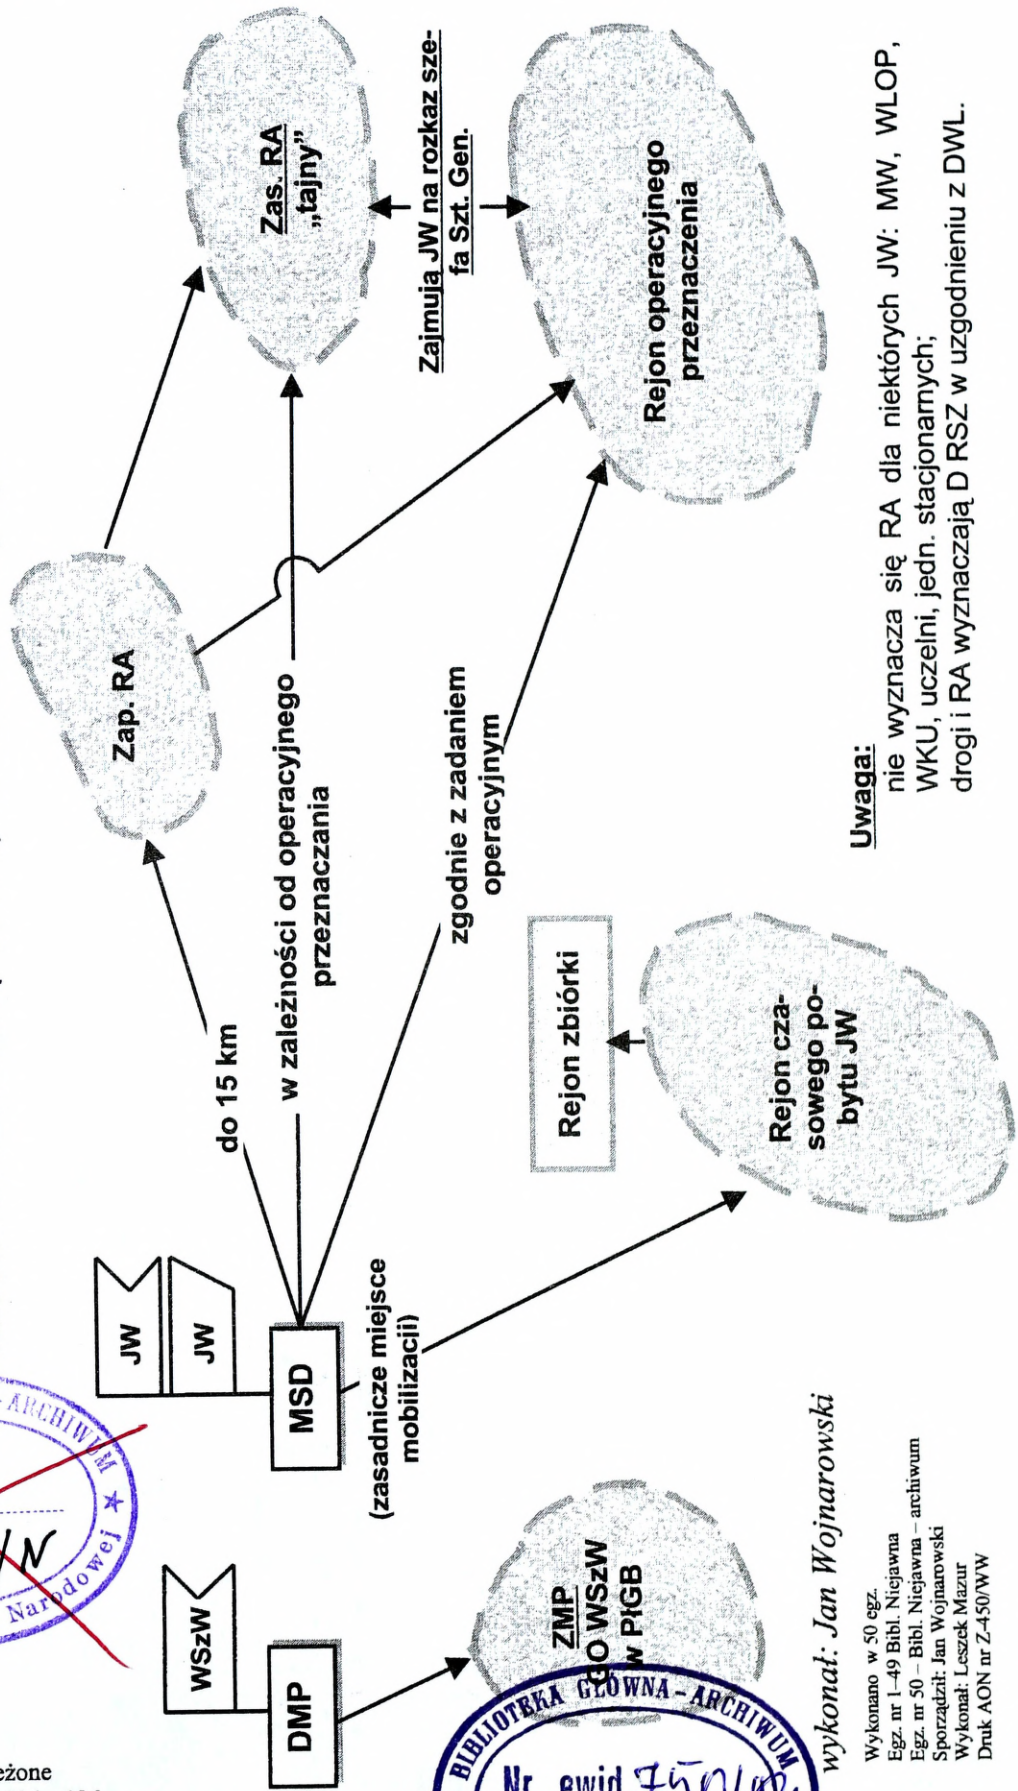 Zap. RA
Zas. RA
„tajny”
Zajmują JW na rozkaz sze-
fa Szt. Gen.
Rejon operacyjnego
przeznaczenia
do 15 km
w zależności od operacyjnego
przeznaczania
zgodnie z zadaniem
operacyjnym
JW
JW
MSD
(zasadnicze miejsce
mobilizacji)
Rejon zbiórki
Rejon cza-
sowego po-
bytu JW
WSzW
DMP
ZMP
GO WSzW
w PłGB
Uwaga:
nie wyznacza się RA dla niektórych JW: MW, WLOP,
WKU, uczelni, jedn. stacjonarnych;
drogi i RA wyznaczają D RSZ w uzgodnieniu z DWL.
wykonał: Jan Wojnarowski
Wykonano w 50 egz.
Egz. nr 1–49 Bibl. Niejawna
Egz. nr 50 – Bibl. Niejawna – archiwum
Sporządził: Jan Wojnarowski
Wykonał: Leszek Mazur
Druk AON nr Z-450/WW
ARCHIWUM
Narodowej
BIBLIOTEKA GŁÓWNA – ARCHIWUM
Nr. ewid